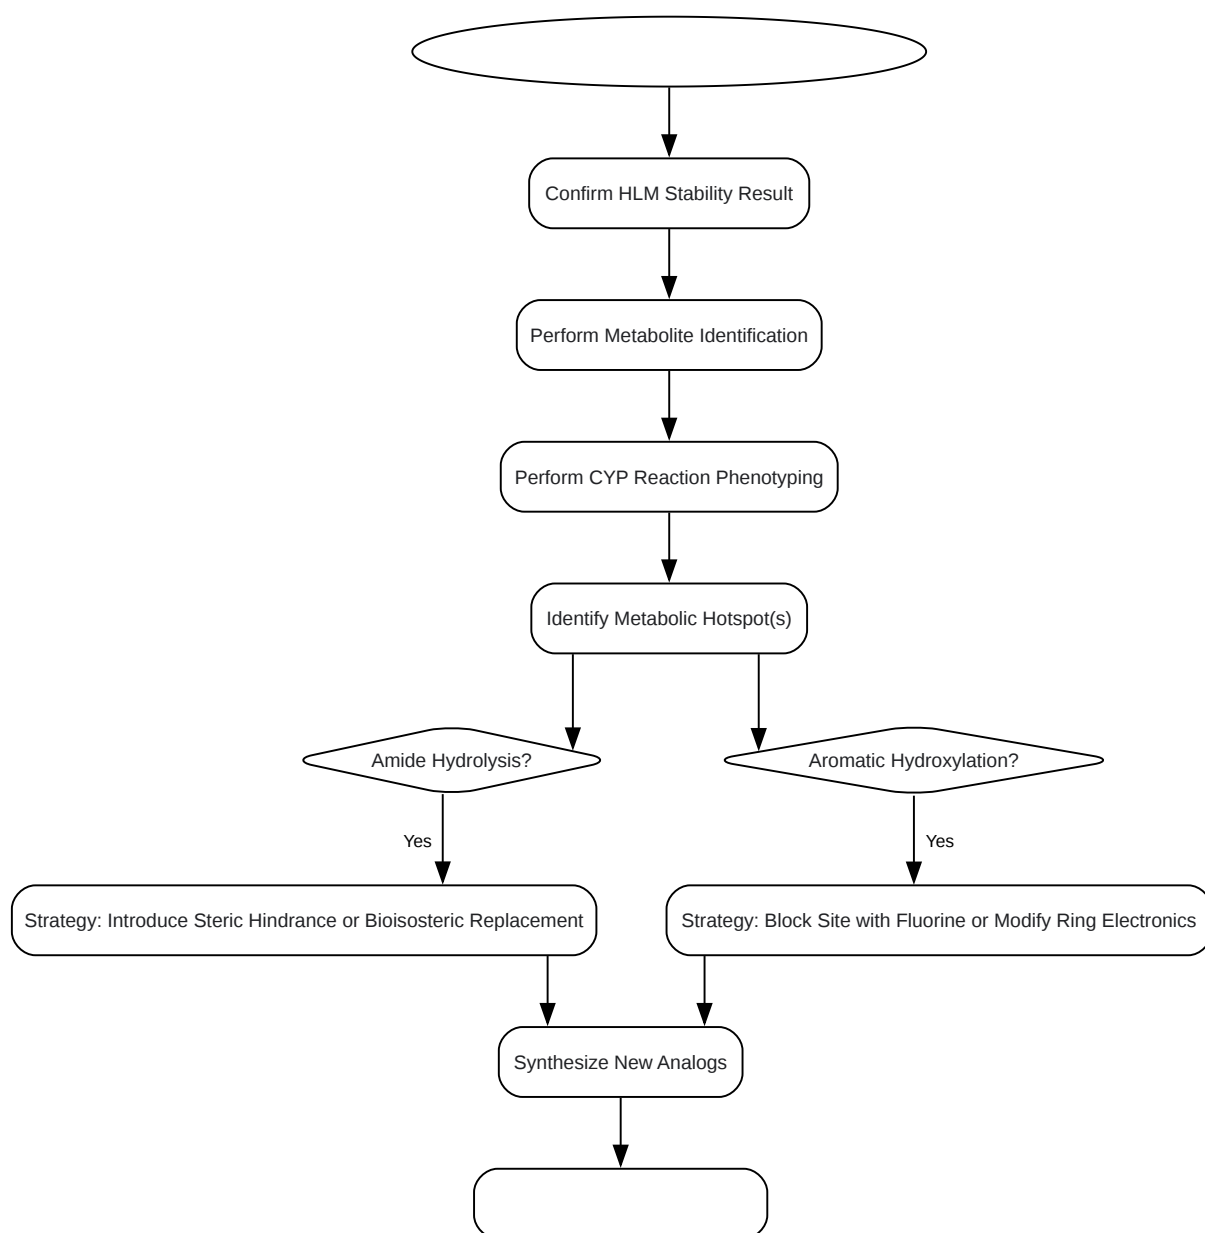 Confirm HLM Stability Result
Perform Metabolite Identification
Perform CYP Reaction Phenotyping
Identify Metabolic Hotspot(s)
Amide Hydrolysis?
Aromatic Hydroxylation?
Yes
Yes
Strategy: Introduce Steric Hindrance or Bioisosteric Replacement
Strategy: Block Site with Fluorine or Modify Ring Electronics
Synthesize New Analogs